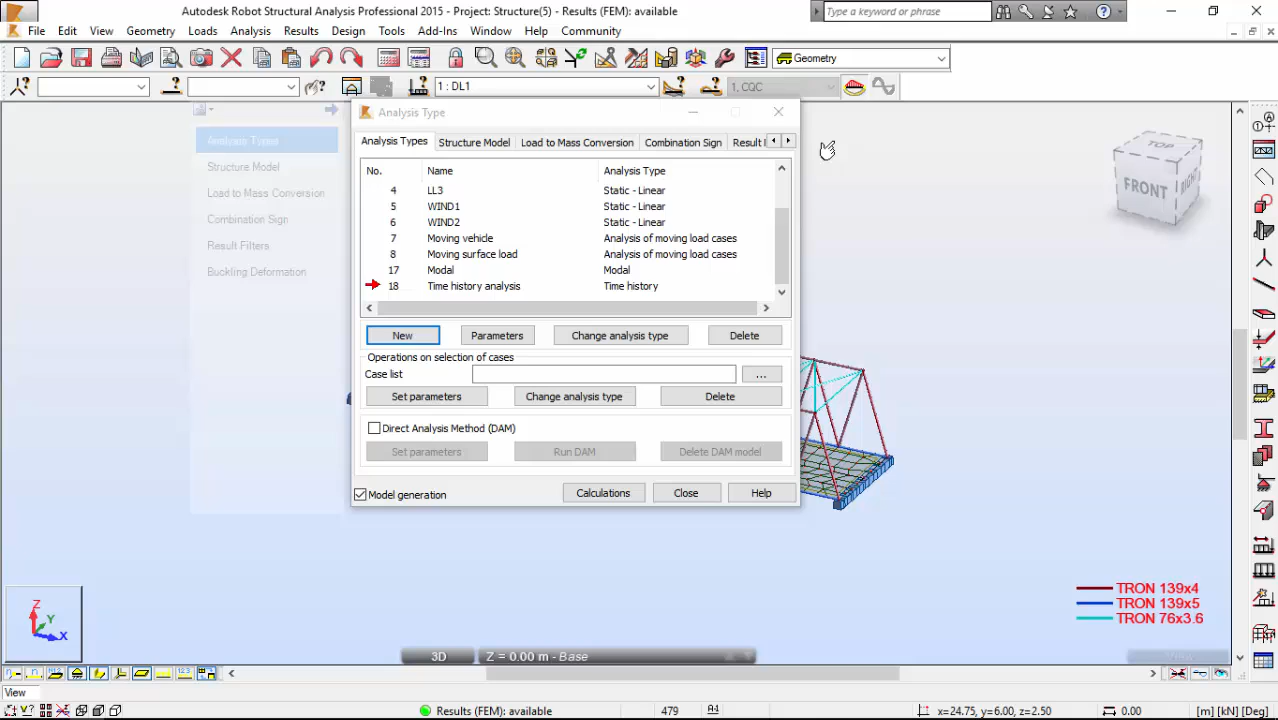 Autodesk Robot Structural Analysis Professional 2015 - Project: Structure(5) - Results (FEM): available
Type a keyword or phrase
File Edit View Geometry Loads Analysis Results Design Tools Add-Ins Window Help Community
Geometry
1 : DL1
1, CQC
Analysis Type
Analysis Types Structure Model Load to Mass Conversion Combination Sign Result
No. Name Analysis Type
4 LL3 Static - Linear
5 WIND1 Static - Linear
6 WIND2 Static - Linear
7 Moving vehicle Analysis of moving load cases
8 Moving surface load Analysis of moving load cases
17 Modal Modal
18 Time history analysis Time history
New Parameters Change analysis type Delete
Operations on selection of cases
Case list ...
Set parameters Change analysis type Delete
Direct Analysis Method (DAM)
Set parameters Run DAM Delete DAM model
Model generation Calculations Close Help
Analysis Types
Structure Model
Load to Mass Conversion
Combination Sign
Result Filters
Buckling Deformation
TOP
FRONT
RIGHT
TRON 139x4
TRON 139x5
TRON 76x3.6
Z
Y
X
3D Z = 0.00 m - Base
View
Results (FEM): available 479 x=24.75, y=6.00, z=2.50 0.00 [m] [kN] [Deg]